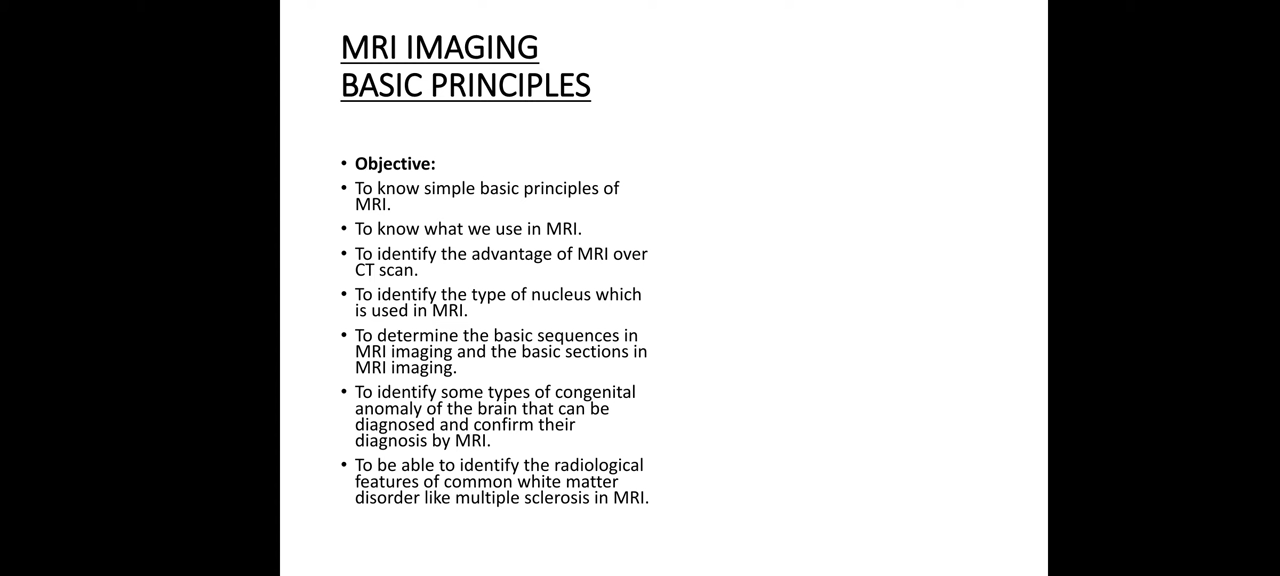 MRI IMAGING
BASIC PRINCIPLES
• Objective:
• To know simple basic principles of
MRI.
• To know what we use in MRI.
• To identify the advantage of MRI over
CT scan.
• To identify the type of nucleus which
is used in MRI.
• To determine the basic sequences in
MRI imaging and the basic sections in
MRI imaging.
• To identify some types of congenital
anomaly of the brain that can be
diagnosed and confirm their
diagnosis by MRI.
• To be able to identify the radiological
features of common white matter
disorder like multiple sclerosis in MRI.